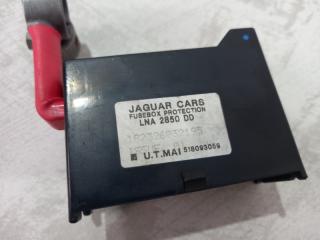 JAGUAR CARS
FUSEBOX PROTECTION
LNA 2850 DD
U.T.MAI 518093059